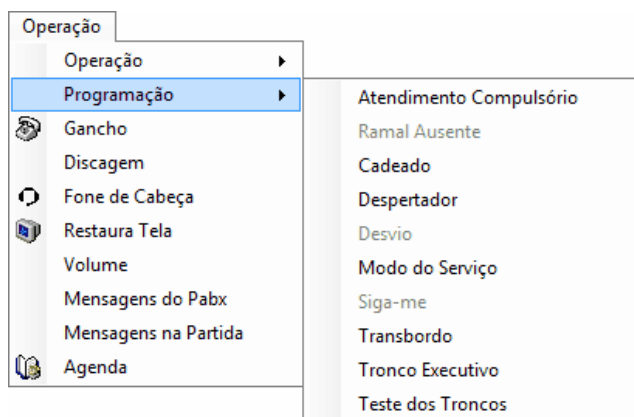 Operação
Operação
Programação
Gancho
Discagem
Fone de Cabeça
Restaura Tela
Volume
Mensagens do Pabx
Mensagens na Partida
Agenda
Atendimento Compulsório
Ramal Ausente
Cadeado
Despertador
Desvio
Modo do Serviço
Siga-me
Transbordo
Tronco Executivo
Teste dos Troncos